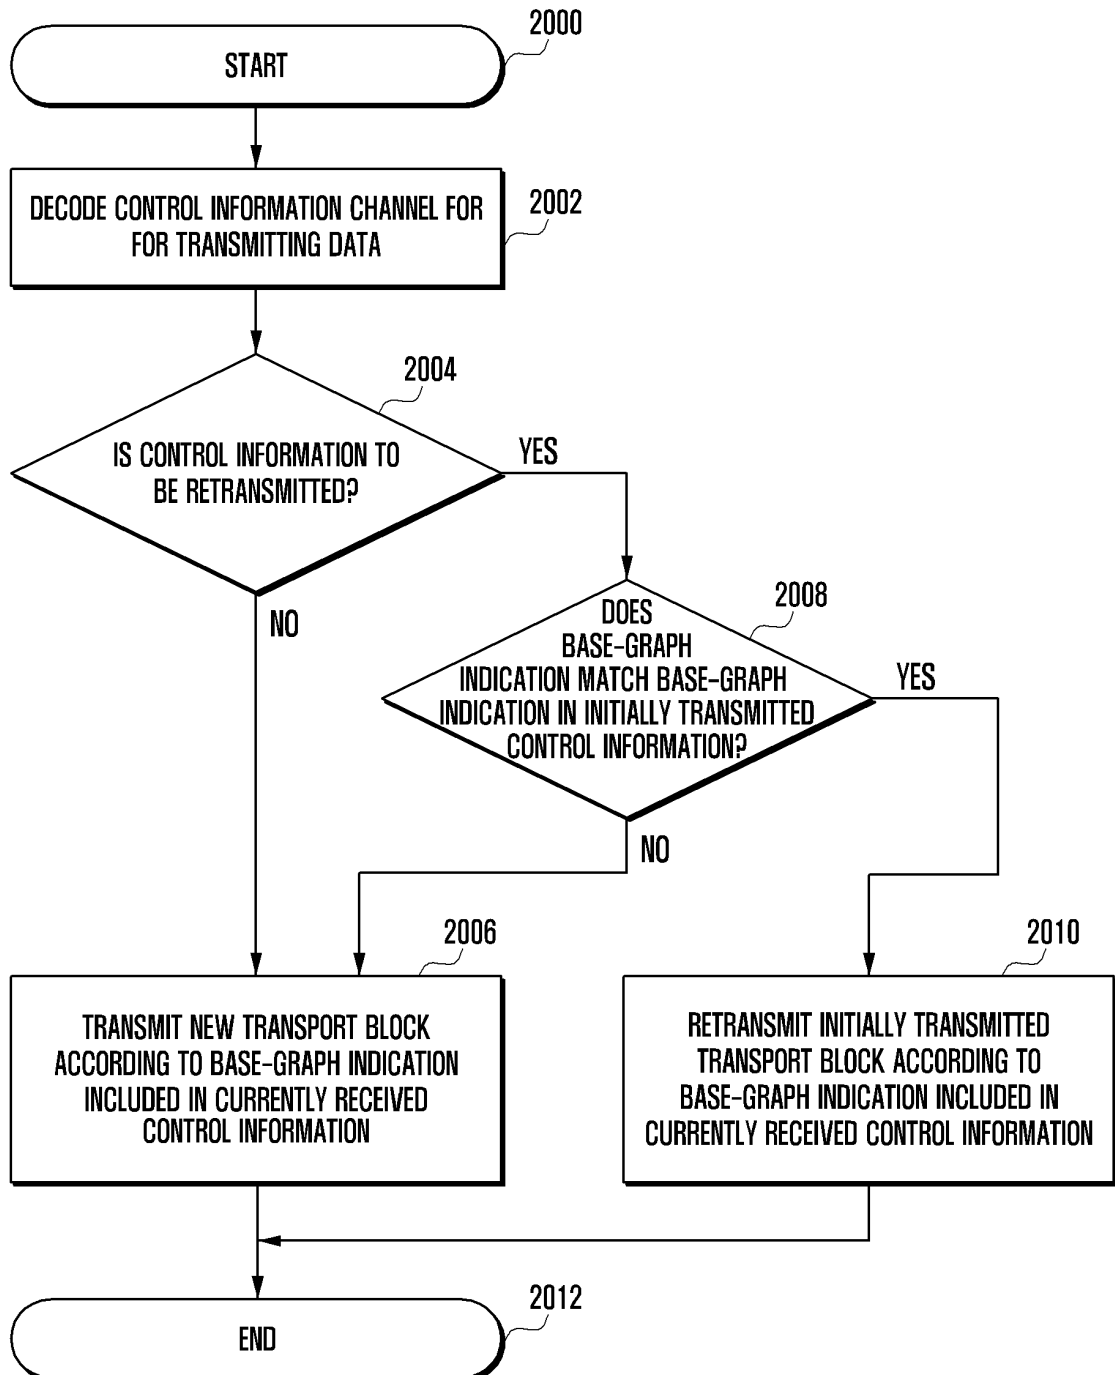 2000
START
DECODE CONTROL INFORMATION CHANNEL FOR
FOR TRANSMITTING DATA
2002
2004
IS CONTROL INFORMATION TO
BE RETRANSMITTED?
YES
NO
2008
DOES
BASE-GRAPH
INDICATION MATCH BASE-GRAPH
INDICATION IN INITIALLY TRANSMITTED
CONTROL INFORMATION?
YES
NO
2006
TRANSMIT NEW TRANSPORT BLOCK
ACCORDING TO BASE-GRAPH INDICATION
INCLUDED IN CURRENTLY RECEIVED
CONTROL INFORMATION
2010
RETRANSMIT INITIALLY TRANSMITTED
TRANSPORT BLOCK ACCORDING TO
BASE-GRAPH INDICATION INCLUDED IN
CURRENTLY RECEIVED CONTROL INFORMATION
2012
END